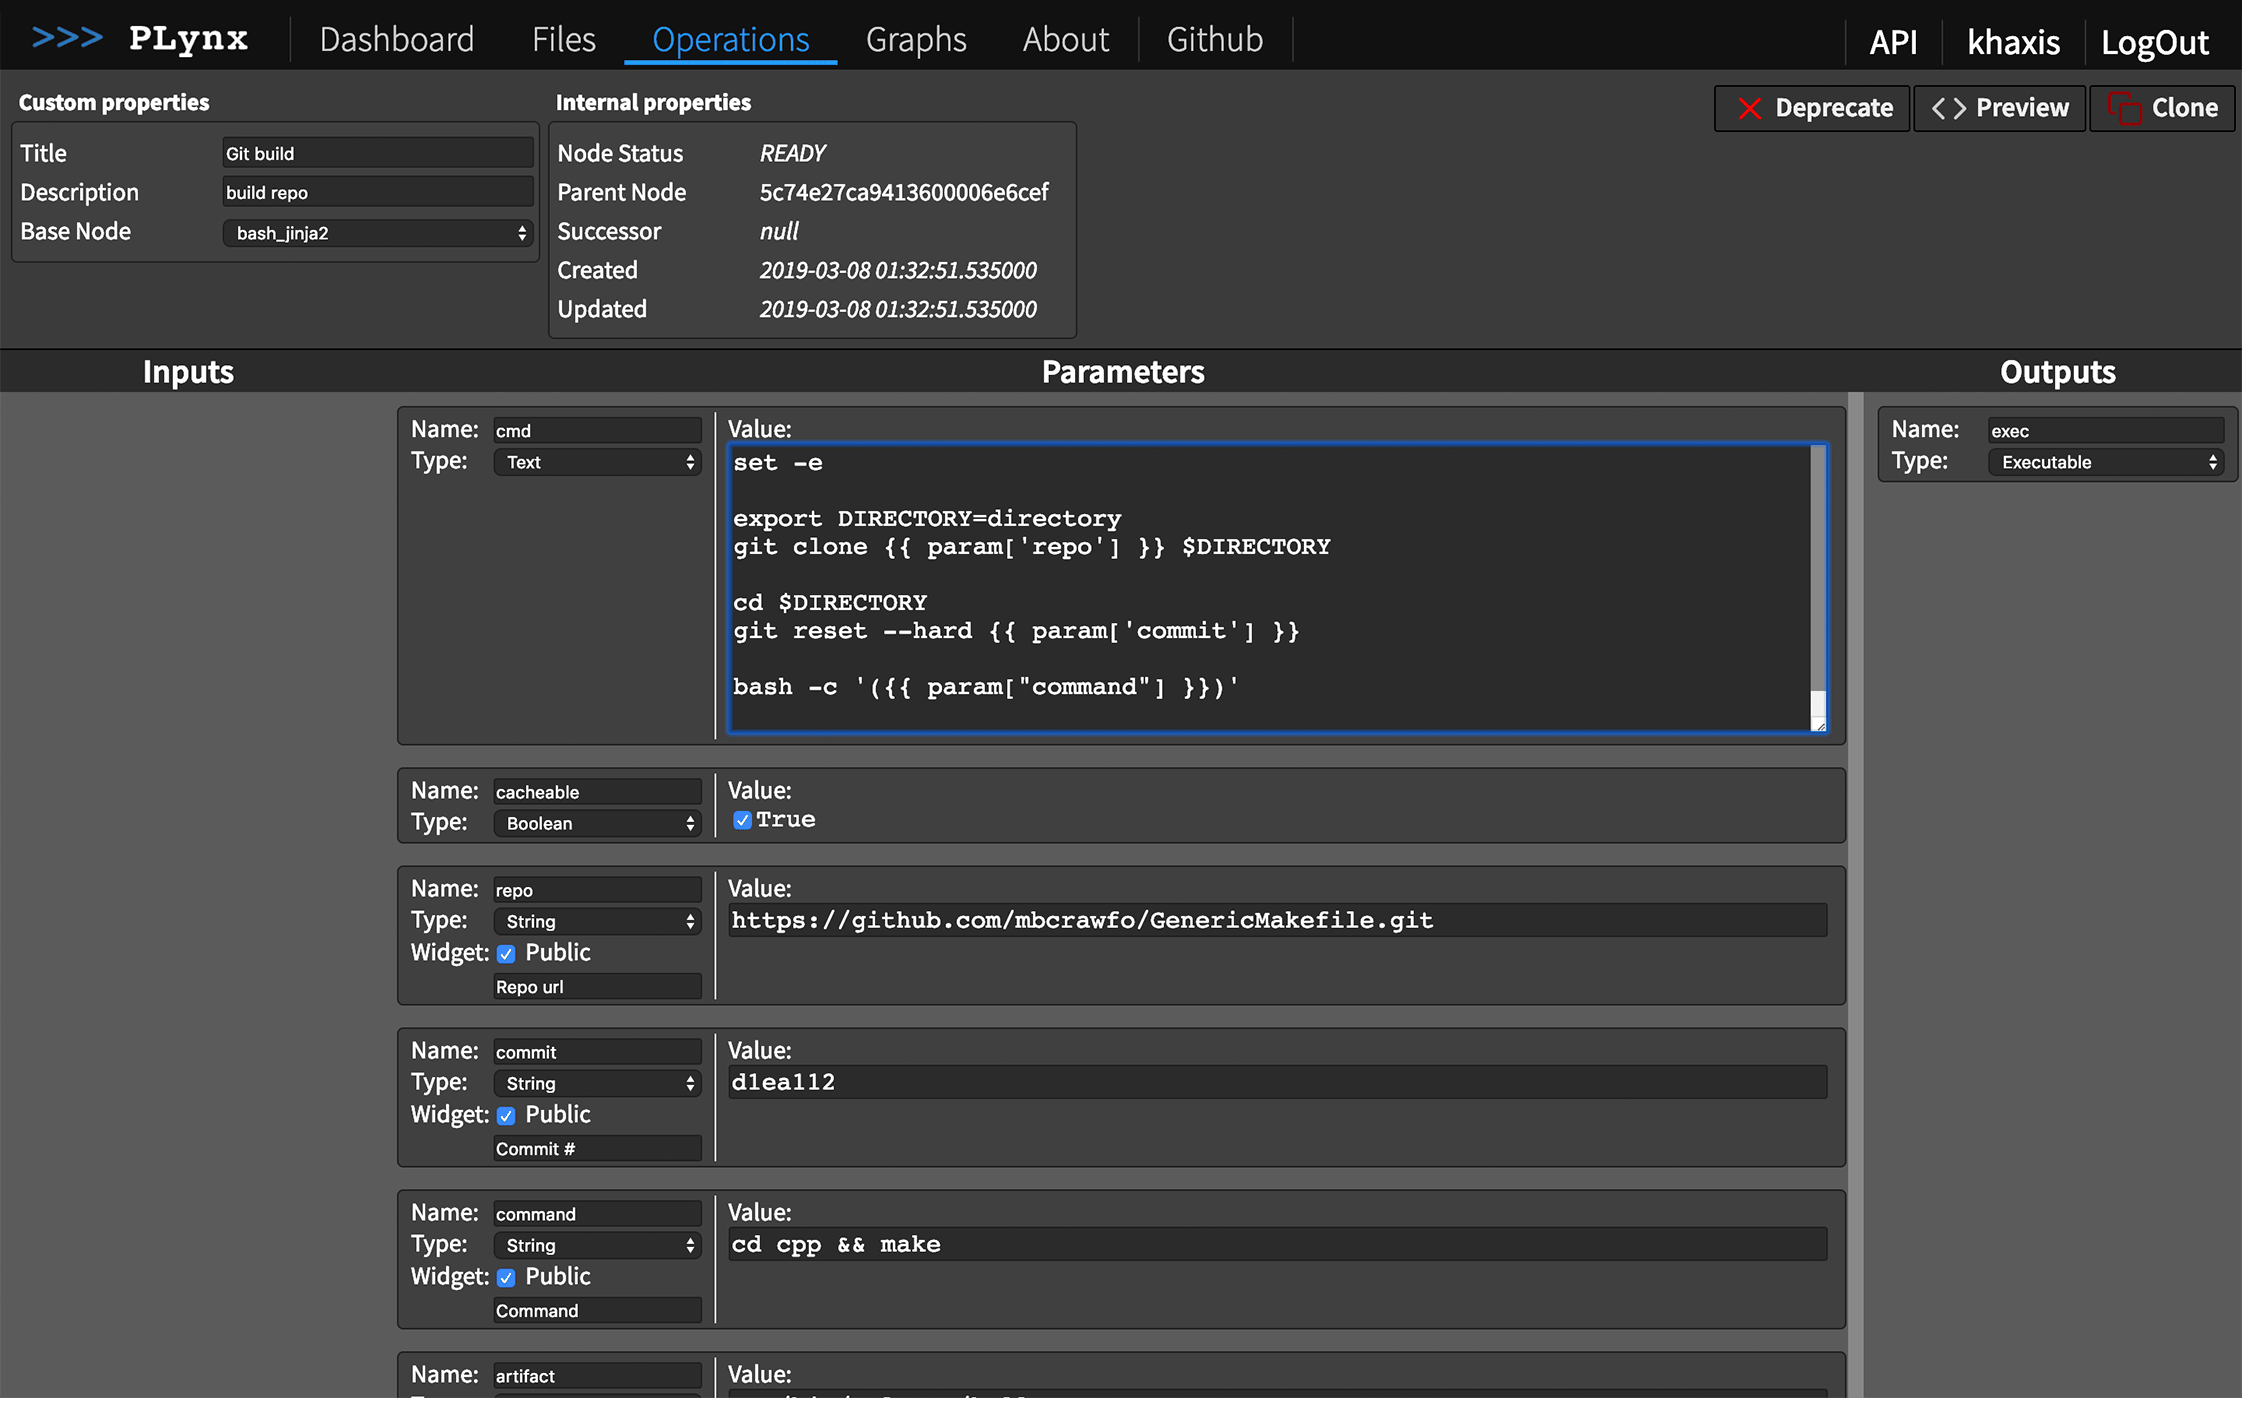 >>> PLynx Dashboard Files Operations Graphs About Github API khaxis LogOut
Custom properties
Title Git build
Description build repo
Base Node bash_jinja2
Internal properties
Node Status READY
Parent Node 5c74e27ca9413600006e6cef
Successor null
Created 2019-03-08 01:32:51.535000
Updated 2019-03-08 01:32:51.535000
Deprecate <> Preview Clone
Inputs Parameters Outputs
Name: cmd
Type: Text
Value:
set -e
export DIRECTORY=directory
git clone {{ param['repo'] }} $DIRECTORY
cd $DIRECTORY
git reset --hard {{ param['commit'] }}
bash -c '({{ param["command"] }})'
Name: exec
Type: Executable
Name: cacheable
Type: Boolean
Value:
True
Name: repo
Type: String
Widget: Public
Repo url
Value:
https://github.com/mbcrawfo/GenericMakefile.git
Name: commit
Type: String
Widget: Public
Commit #
Value:
d1ea112
Name: command
Type: String
Widget: Public
Command
Value:
cd cpp && make
Name: artifact
Value: